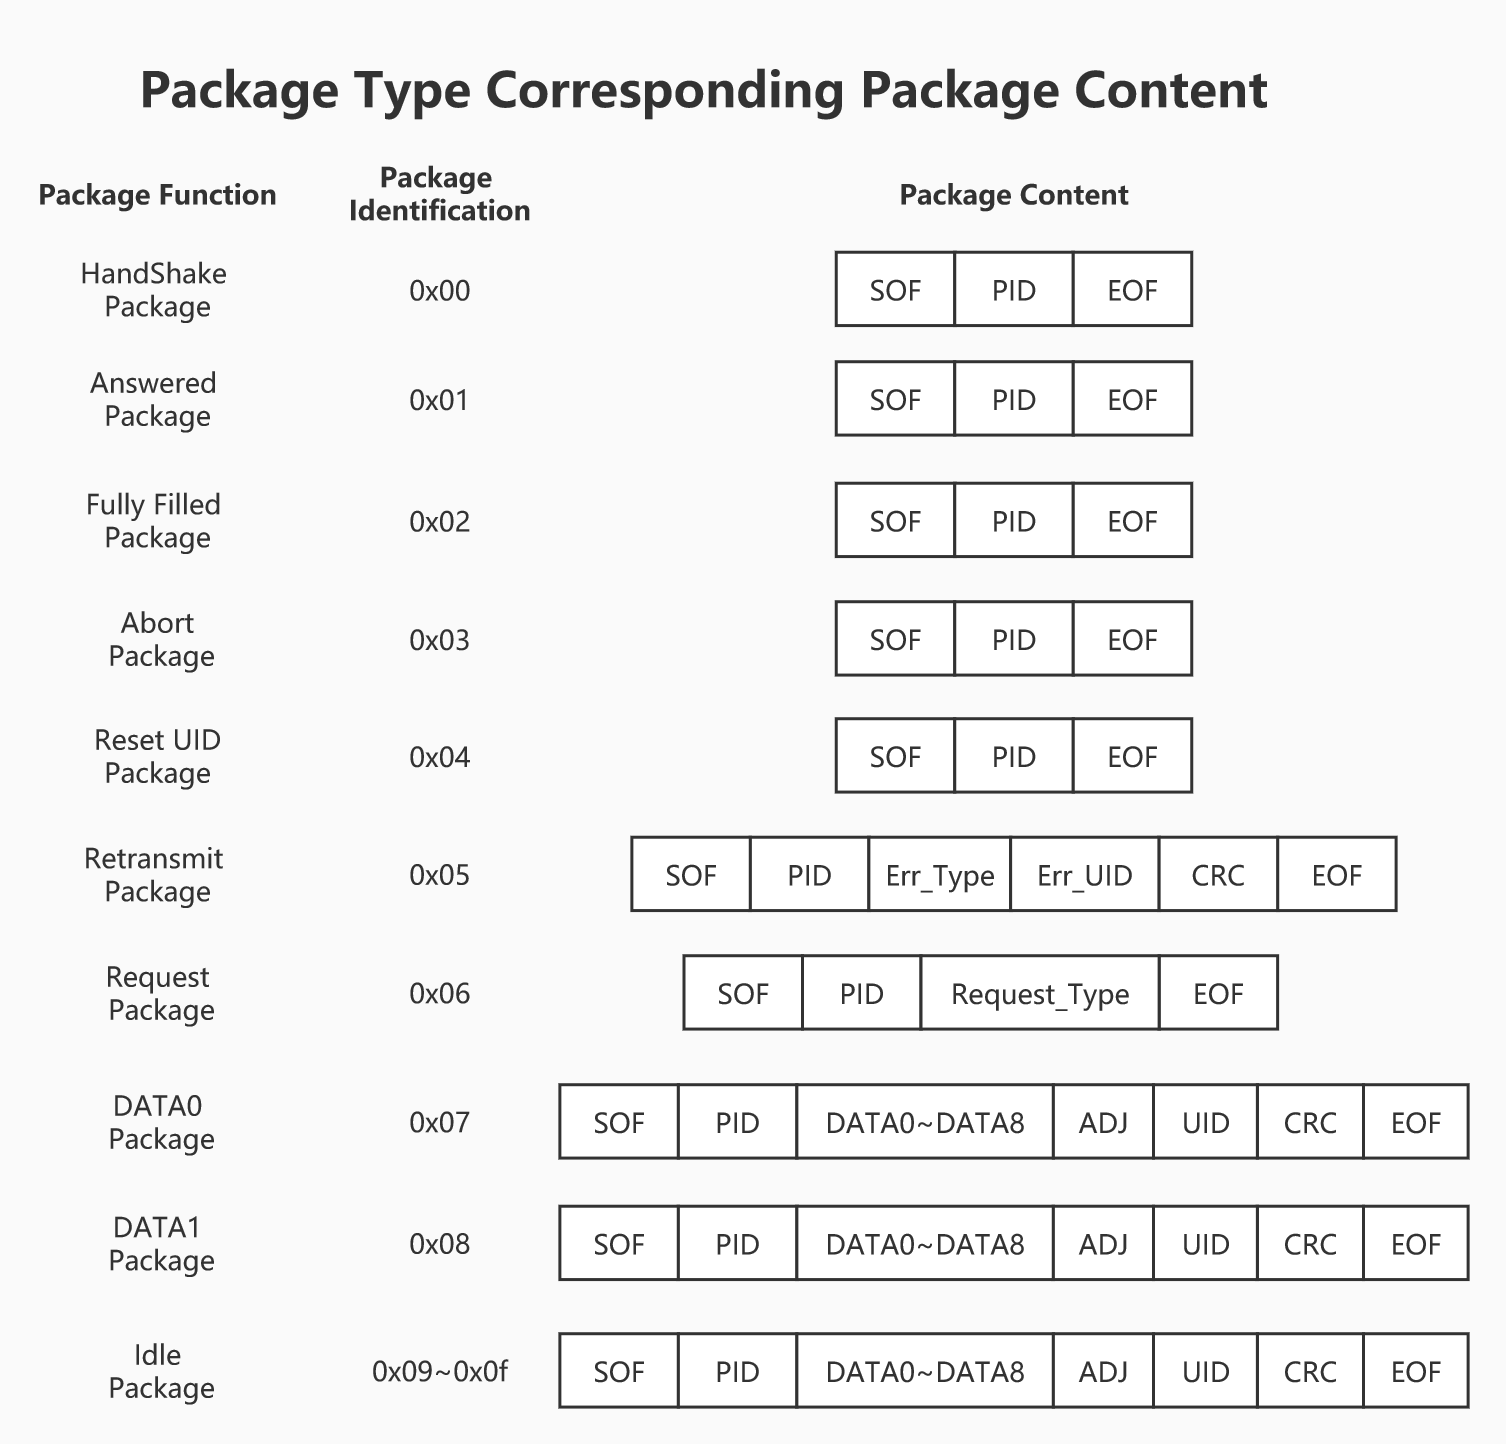 Package Type Corresponding Package Content
Package Function
Package
Identification
Package Content
HandShake
Package
0x00
SOF PID EOF
Answered
Package
0x01
SOF PID EOF
Fully Filled
Package
0x02
SOF PID EOF
Abort
Package
0x03
SOF PID EOF
Reset UID
Package
0x04
SOF PID EOF
Retransmit
Package
0x05
SOF PID Err_Type Err_UID CRC EOF
Request
Package
0x06
SOF PID Request_Type EOF
DATA0
Package
0x07
SOF PID DATA0~DATA8 ADJ UID CRC EOF
DATA1
Package
0x08
SOF PID DATA0~DATA8 ADJ UID CRC EOF
Idle
Package
0x09~0x0f
SOF PID DATA0~DATA8 ADJ UID CRC EOF